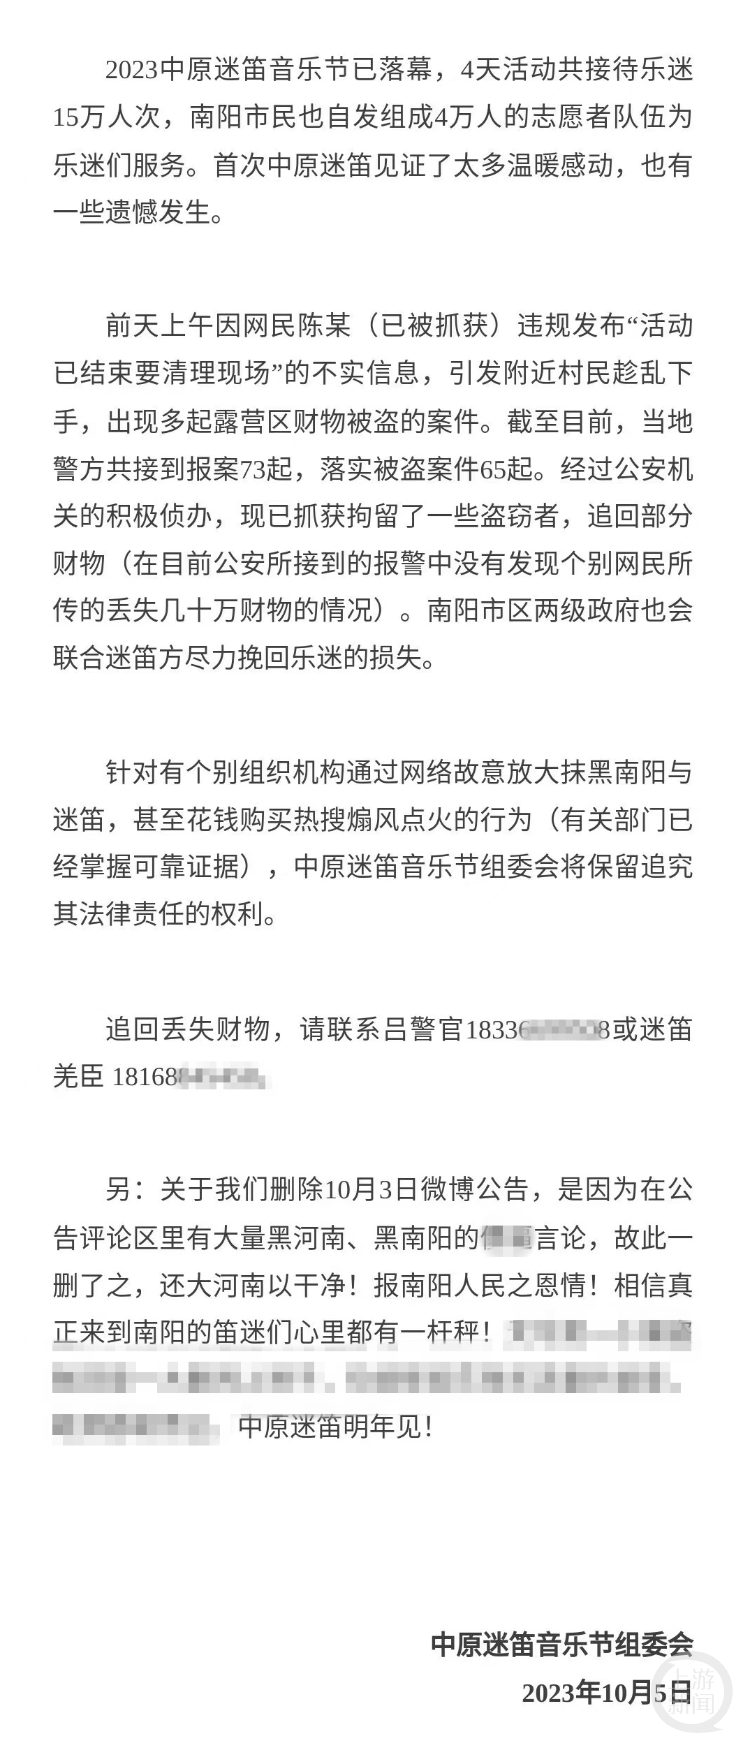 2023中原迷笛音乐节已落幕，4天活动共接待乐迷
15万人次，南阳市民也自发组成4万人的志愿者队伍为
乐迷们服务。首次中原迷笛见证了太多温暖感动，也有
一些遗憾发生。
前天上午因网民陈某（已被抓获）违规发布“活动
已结束要清理现场”的不实信息，引发附近村民趁乱下
手，出现多起露营区财物被盗的案件。截至目前，当地
警方共接到报案73起，落实被盗案件65起。经过公安机
关的积极侦办，现已抓获拘留了一些盗窃者，追回部分
财物（在目前公安所接到的报警中没有发现个别网民所
传的丢失几十万财物的情况）。南阳市区两级政府也会
联合迷笛方尽力挽回乐迷的损失。
针对有个别组织机构通过网络故意放大抹黑南阳与
迷笛，甚至花钱购买热搜煽风点火的行为（有关部门已
经掌握可靠证据），中原迷笛音乐节组委会将保留追究
其法律责任的权利。
追回丢失财物，请联系吕警官18336 8或迷笛
羌臣 18168
另：关于我们删除10月3日微博公告，是因为在公
告评论区里有大量黑河南、黑南阳的 言论，故此一
删了之，还大河南以干净！报南阳人民之恩情！相信真
正来到南阳的笛迷们心里都有一杆秤！
中原迷笛明年见！
中原迷笛音乐节组委会
2023年10月5日
上游
新闻